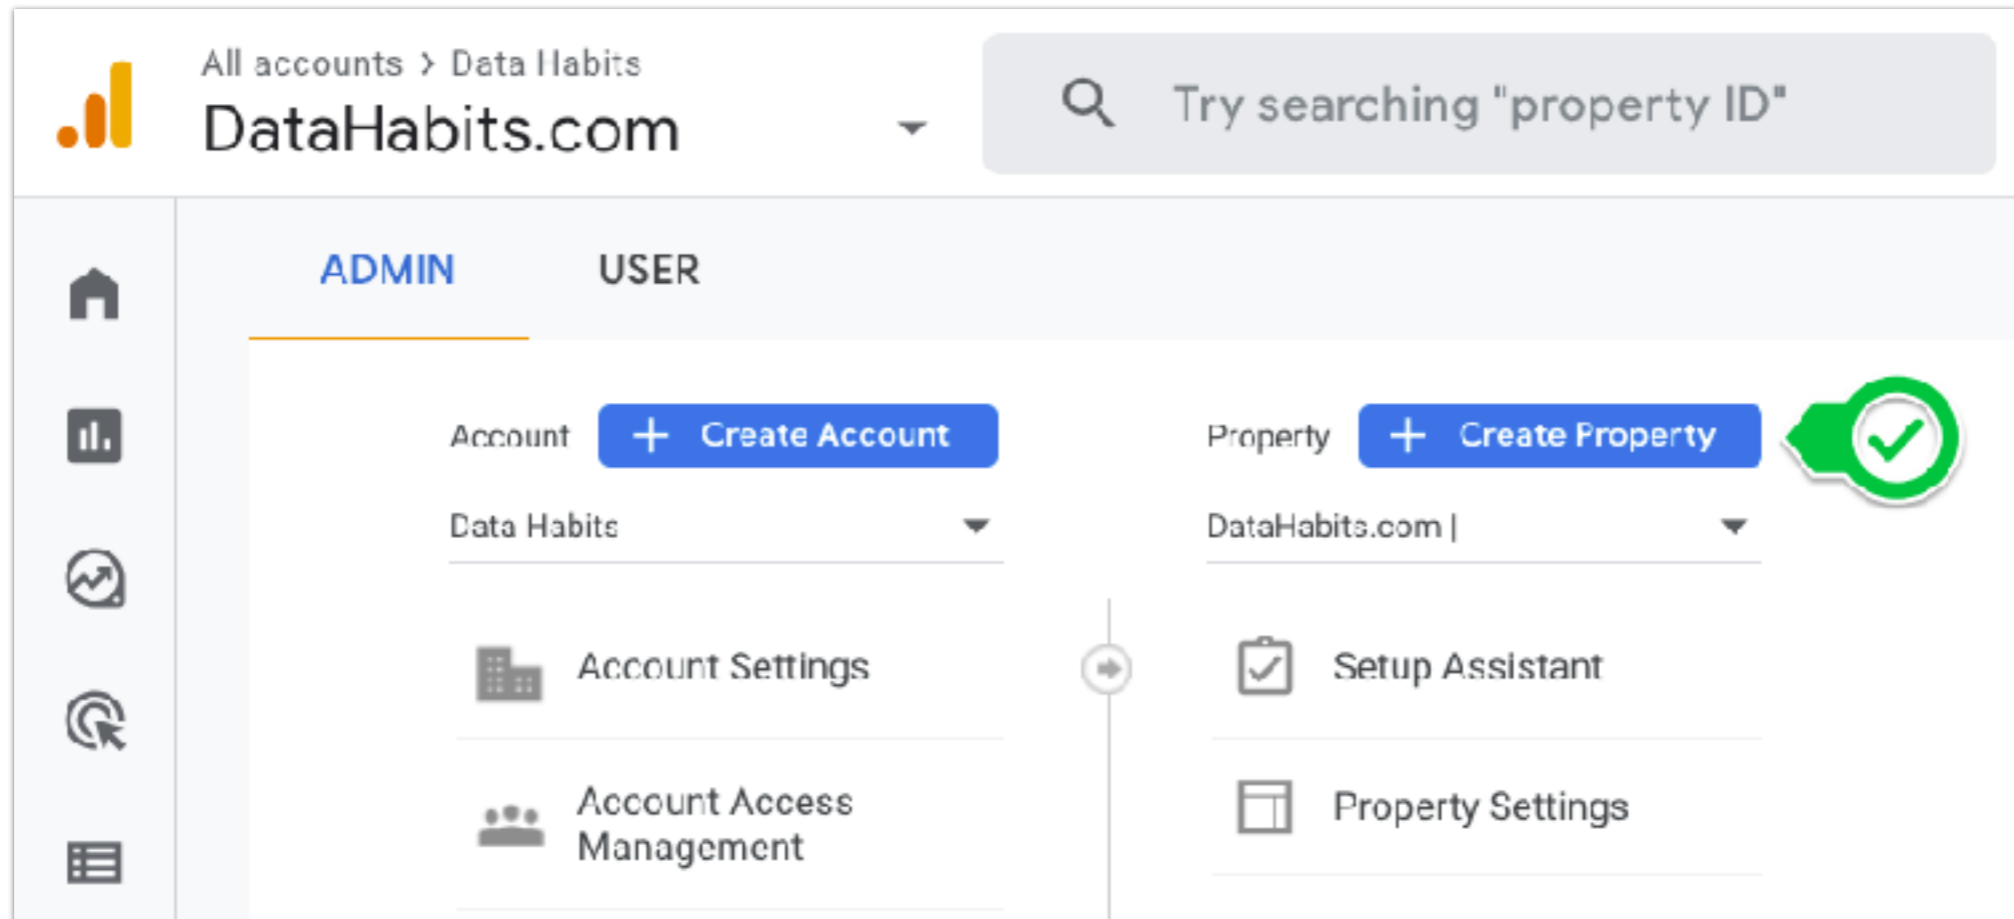 All accounts > Data Habits
DataHabits.com
Try searching "property ID"
ADMIN
USER
Account
+ Create Account
Property
+ Create Property
Data Habits
DataHabits.com |
Account Settings
Setup Assistant
Account Access
Management
Property Settings